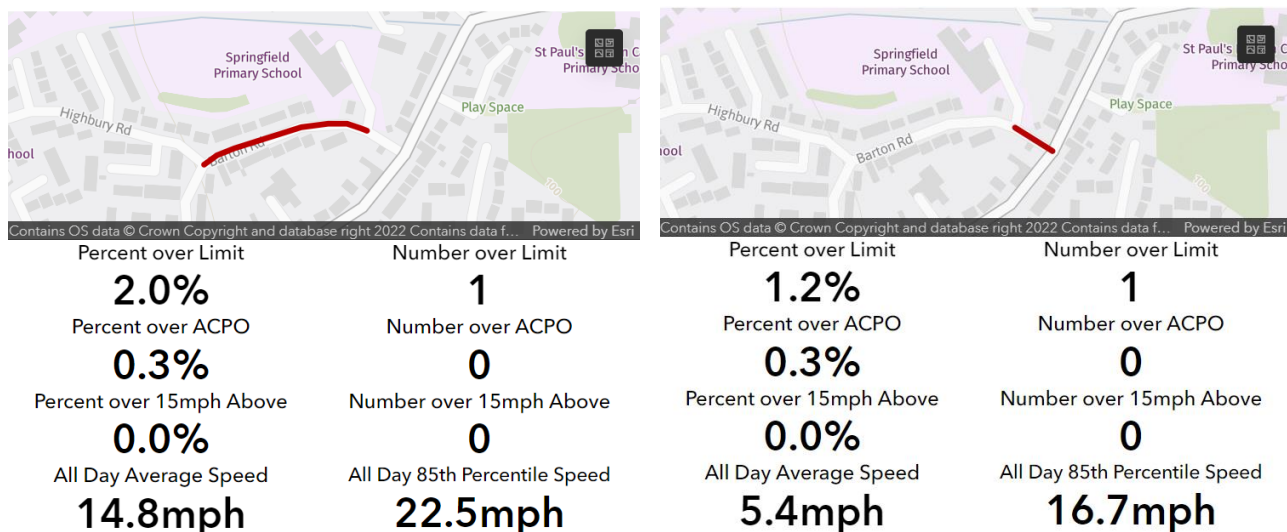 Springfield
Primary School
St Paul's
Primary
Highbury Rd
Play Space
Barton Rd
100
Contains OS data © Crown Copyright and database right 2022 Contains data f... Powered by Esri
Percent over Limit Number over Limit
2.0% 1
Percent over ACPO Number over ACPO
0.3% 0
Percent over 15mph Above Number over 15mph Above
0.0% 0
All Day Average Speed All Day 85th Percentile Speed
14.8mph 22.5mph
Springfield
Primary School
St Paul's
Primary
Highbury Rd
Play Space
Barton Rd
100
Contains OS data © Crown Copyright and database right 2022 Contains data f... Powered by Esri
Percent over Limit Number over Limit
1.2% 1
Percent over ACPO Number over ACPO
0.3% 0
Percent over 15mph Above Number over 15mph Above
0.0% 0
All Day Average Speed All Day 85th Percentile Speed
5.4mph 16.7mph